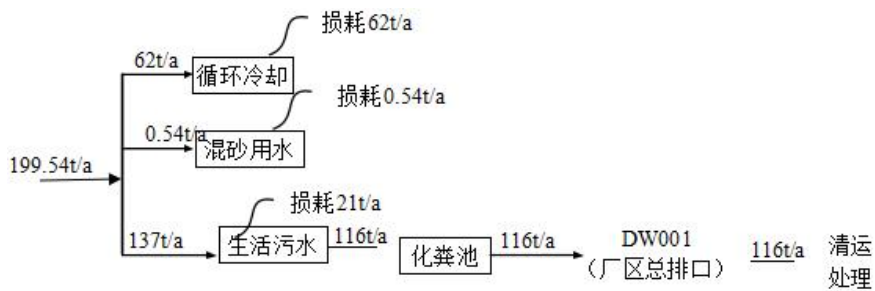 损耗62t/a
62t/a
循环冷却
损耗0.54t/a
0.54t/a
混砂用水
199.54t/a
损耗21t/a
137t/a
生活污水
116t/a
化粪池
116t/a
DW001
（厂区总排口）
116t/a
清运
处理